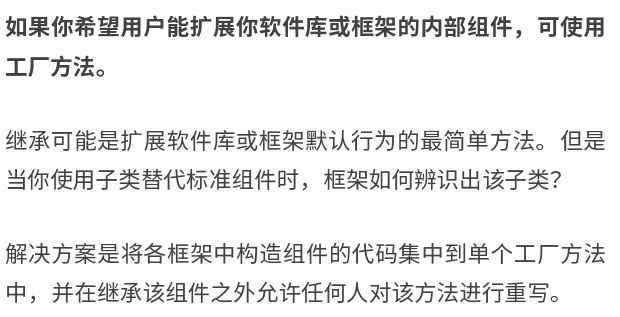 如果你希望用户能扩展你软件库或框架的内部组件，可使用
工厂方法。
继承可能是扩展软件库或框架默认行为的最简单方法。但是
当你使用子类替代标准组件时，框架如何辨识出该子类？
解决方案是将各框架中构造组件的代码集中到单个工厂方法
中，并在继承该组件之外允许任何人对该方法进行重写。